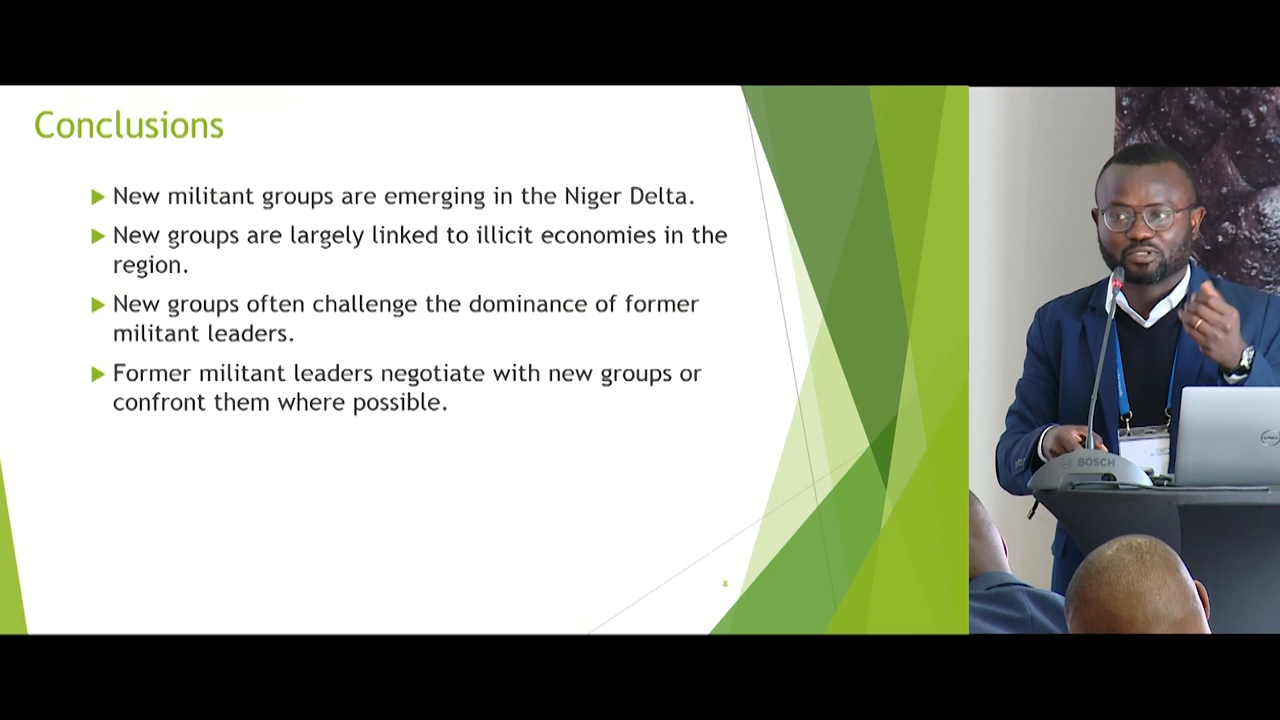 Conclusions
New militant groups are emerging in the Niger Delta.
New groups are largely linked to illicit economies in the
region.
New groups often challenge the dominance of former
militant leaders.
Former militant leaders negotiate with new groups or
confront them where possible.
8
BOSCH